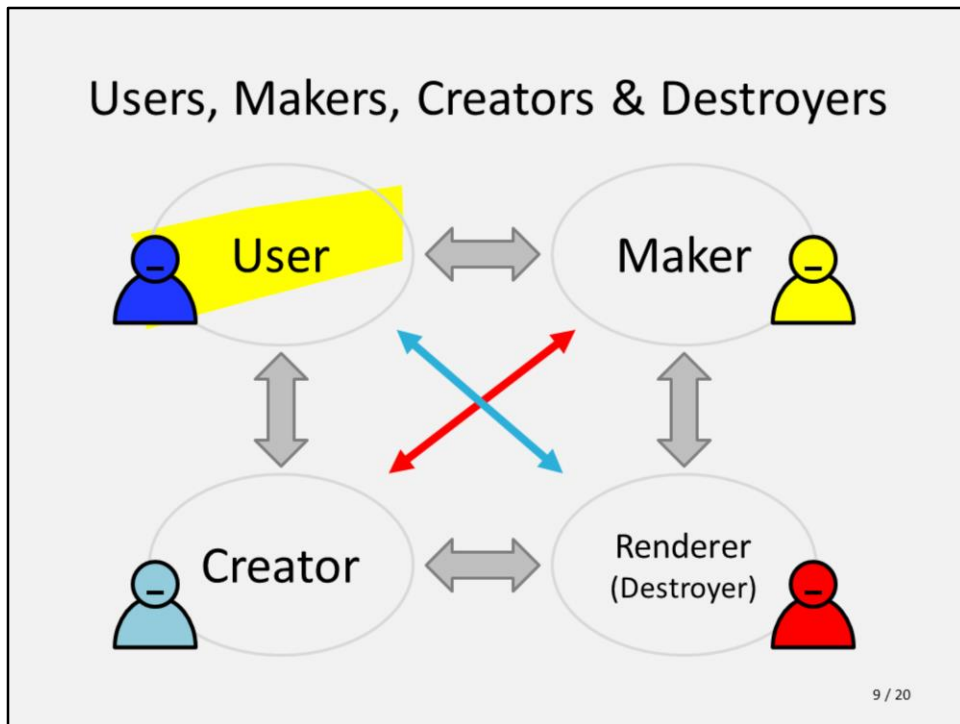 Users, Makers, Creators & Destroyers
User
Maker
Creator
Renderer
(Destroyer)
9 / 20